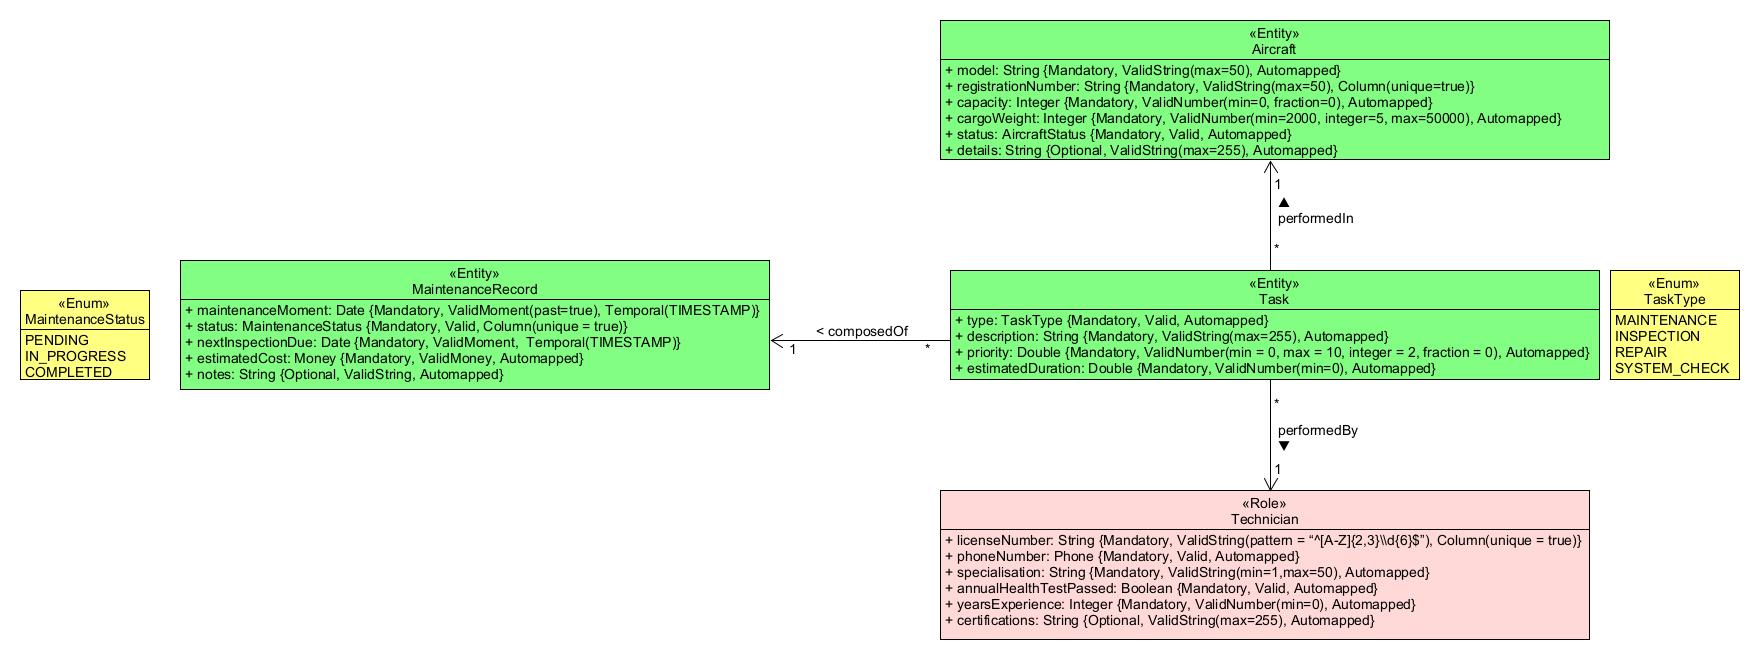 «Entity»
Aircraft
+ model: String {Mandatory, ValidString(max=50), Automapped}
+ registrationNumber: String {Mandatory, ValidString(max=50), Column(unique=true)}
+ capacity: Integer {Mandatory, ValidNumber(min=0, fraction=0), Automapped}
+ cargoWeight: Integer {Mandatory, ValidNumber(min=2000, integer=5, max=50000), Automapped}
+ status: AircraftStatus {Mandatory, Valid, Automapped}
+ details: String {Optional, ValidString(max=255), Automapped}
1
▲
performedIn
*
«Enum»
MaintenanceStatus
PENDING
IN_PROGRESS
COMPLETED
«Entity»
MaintenanceRecord
+ maintenanceMoment: Date {Mandatory, ValidMoment(past=true), Temporal(TIMESTAMP)}
+ status: MaintenanceStatus {Mandatory, Valid, Column(unique = true)}
+ nextInspectionDue: Date {Mandatory, ValidMoment,  Temporal(TIMESTAMP)}
+ estimatedCost: Money {Mandatory, ValidMoney, Automapped}
+ notes: String {Optional, ValidString, Automapped}
< composedOf
1
*
«Entity»
Task
+ type: TaskType {Mandatory, Valid, Automapped}
+ description: String {Mandatory, ValidString(max=255), Automapped}
+ priority: Double {Mandatory, ValidNumber(min = 0, max = 10, integer = 2, fraction = 0), Automapped}
+ estimatedDuration: Double {Mandatory, ValidNumber(min=0), Automapped}
«Enum»
TaskType
MAINTENANCE
INSPECTION
REPAIR
SYSTEM_CHECK
*
performedBy
▼
1
«Role»
Technician
+ licenseNumber: String {Mandatory, ValidString(pattern = “^[A-Z]{2,3}\\d{6}$”), Column(unique = true)}
+ phoneNumber: Phone {Mandatory, Valid, Automapped}
+ specialisation: String {Mandatory, ValidString(min=1,max=50), Automapped}
+ annualHealthTestPassed: Boolean {Mandatory, Valid, Automapped}
+ yearsExperience: Integer {Mandatory, ValidNumber(min=0), Automapped}
+ certifications: String {Optional, ValidString(max=255), Automapped}